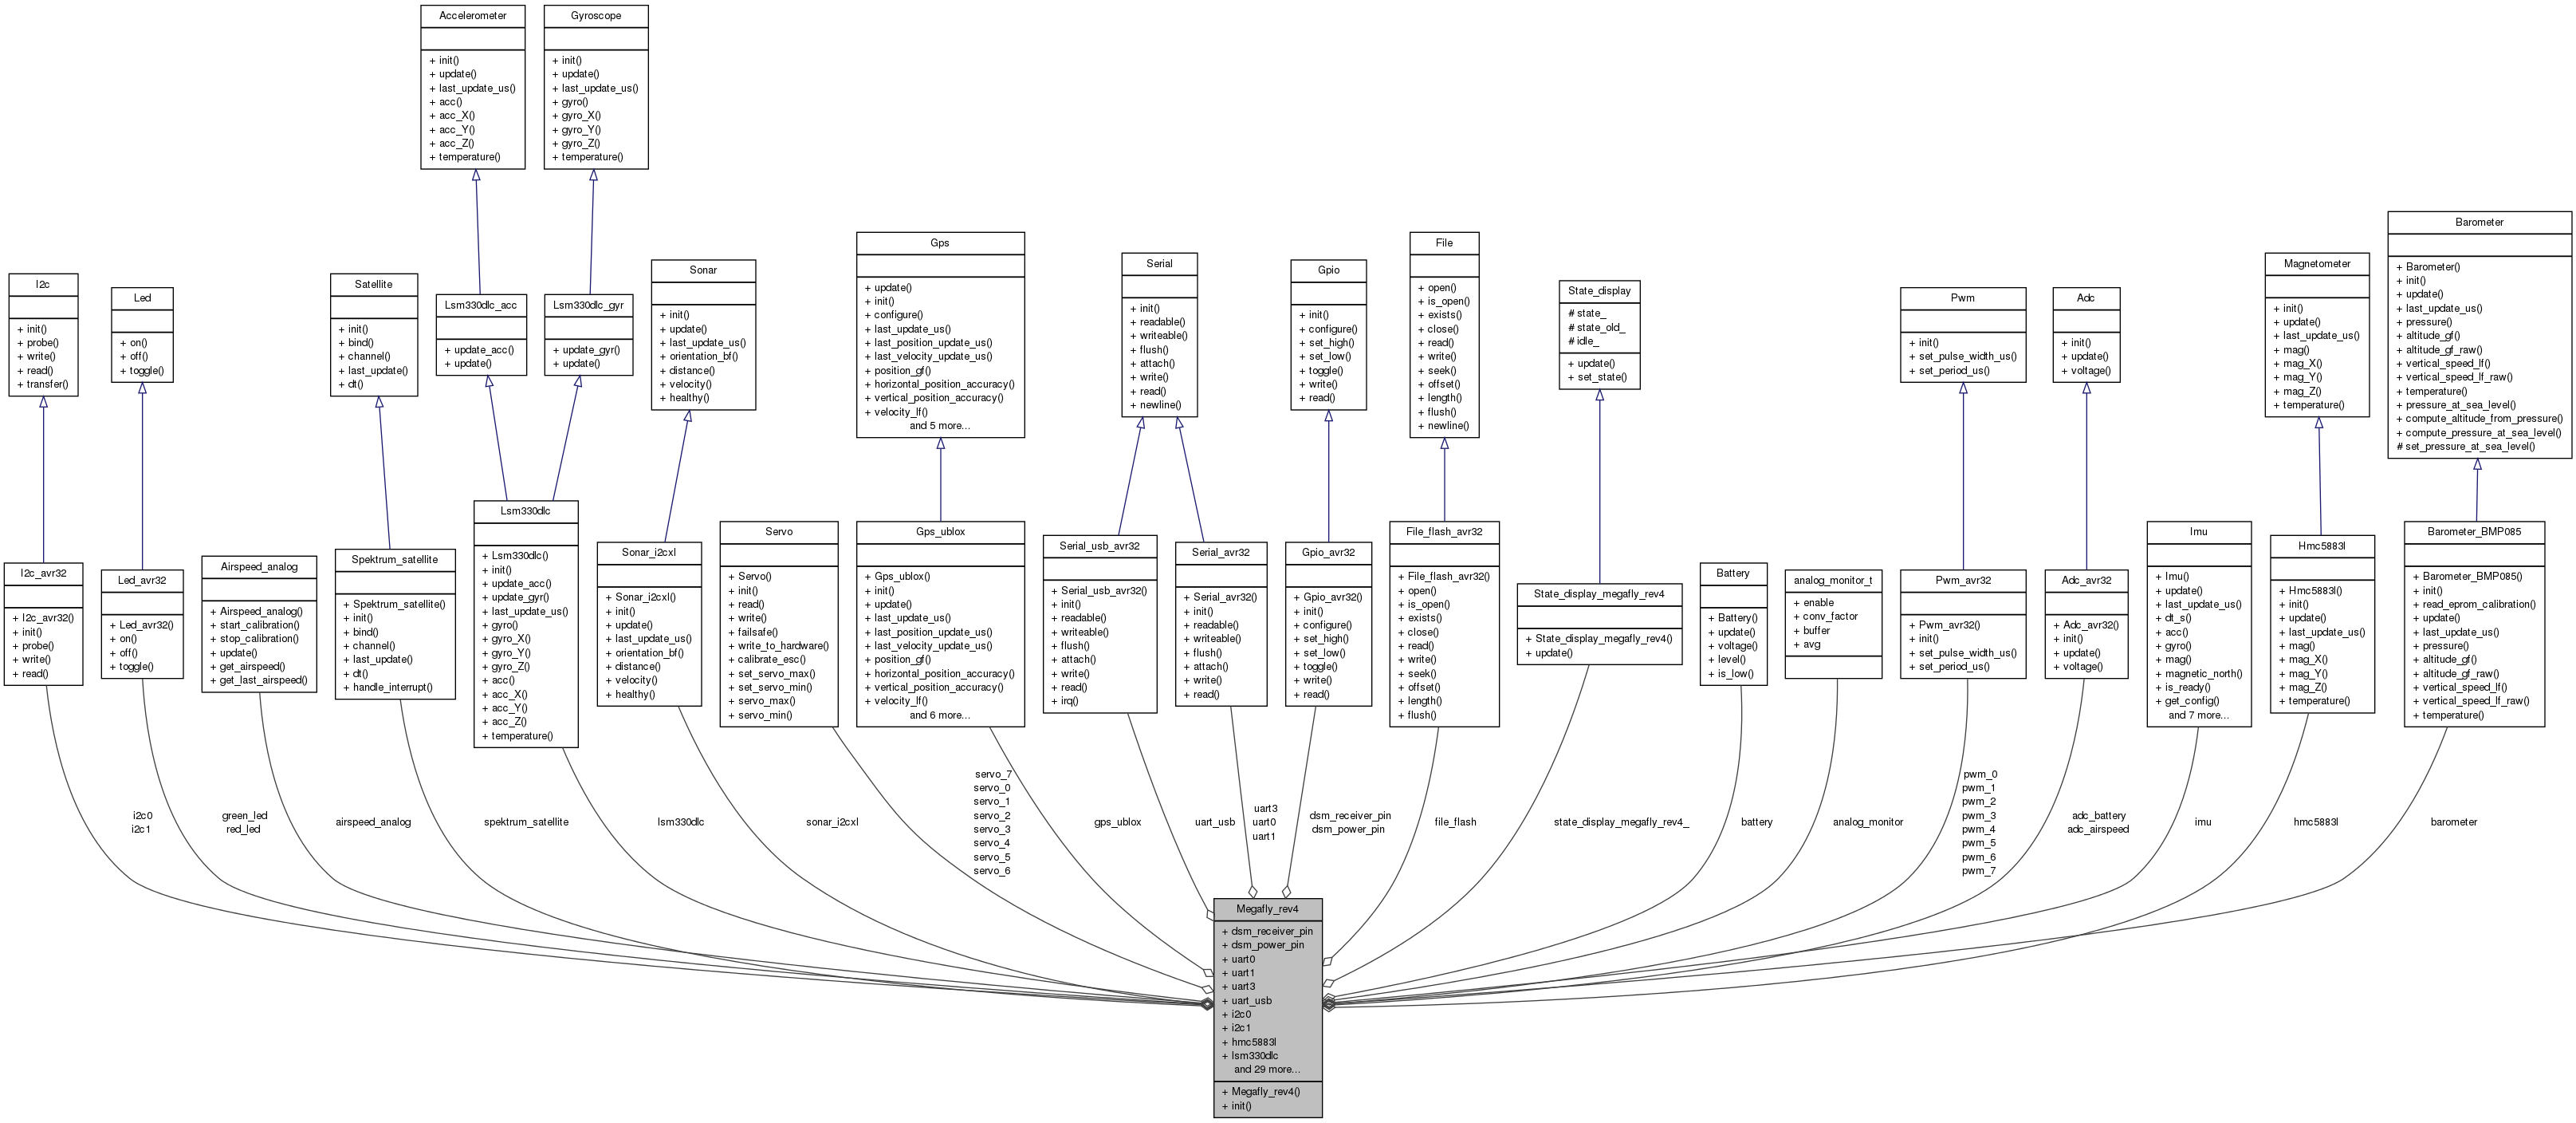 Accelerometer
+ init()
+ update()
+ last_update_us()
+ acc()
+ acc_X()
+ acc_Y()
+ acc_Z()
+ temperature()
Gyroscope
+ init()
+ update()
+ last_update_us()
+ gyro()
+ gyro_X()
+ gyro_Y()
+ gyro_Z()
+ temperature()
I2c
+ init()
+ probe()
+ write()
+ read()
+ transfer()
Led
+ on()
+ off()
+ toggle()
Satellite
+ init()
+ bind()
+ channel()
+ last_update()
+ dt()
Lsm330dlc_acc
+ update_acc()
+ update()
Lsm330dlc_gyr
+ update_gyr()
+ update()
Sonar
+ init()
+ update()
+ last_update_us()
+ orientation_bf()
+ distance()
+ velocity()
+ healthy()
Gps
+ update()
+ init()
+ configure()
+ last_update_us()
+ last_position_update_us()
+ last_velocity_update_us()
+ position_gf()
+ horizontal_position_accuracy()
+ vertical_position_accuracy()
+ velocity_lf()
and 5 more...
Serial
+ init()
+ readable()
+ writeable()
+ flush()
+ attach()
+ write()
+ read()
+ newline()
Gpio
+ init()
+ configure()
+ set_high()
+ set_low()
+ toggle()
+ write()
+ read()
File
+ open()
+ is_open()
+ exists()
+ close()
+ read()
+ write()
+ seek()
+ offset()
+ length()
+ flush()
+ newline()
State_display
# state_
# state_old_
# idle_
+ update()
+ set_state()
Pwm
+ init()
+ set_pulse_width_us()
+ set_period_us()
Adc
+ init()
+ update()
+ voltage()
Magnetometer
+ init()
+ update()
+ last_update_us()
+ mag()
+ mag_X()
+ mag_Y()
+ mag_Z()
+ temperature()
Barometer
+ Barometer()
+ init()
+ update()
+ last_update_us()
+ pressure()
+ altitude_gf()
+ altitude_gf_raw()
+ vertical_speed_lf()
+ vertical_speed_lf_raw()
+ temperature()
+ pressure_at_sea_level()
+ compute_altitude_from_pressure()
+ compute_pressure_at_sea_level()
# set_pressure_at_sea_level()
I2c_avr32
+ I2c_avr32()
+ init()
+ probe()
+ write()
+ read()
Led_avr32
+ Led_avr32()
+ on()
+ off()
+ toggle()
Airspeed_analog
+ Airspeed_analog()
+ start_calibration()
+ stop_calibration()
+ update()
+ get_airspeed()
+ get_last_airspeed()
Spektrum_satellite
+ Spektrum_satellite()
+ init()
+ bind()
+ channel()
+ last_update()
+ dt()
+ handle_interrupt()
Lsm330dlc
+ Lsm330dlc()
+ init()
+ update_acc()
+ update_gyr()
+ last_update_us()
+ gyro()
+ gyro_X()
+ gyro_Y()
+ gyro_Z()
+ acc()
+ acc_X()
+ acc_Y()
+ acc_Z()
+ temperature()
Sonar_i2cxl
+ Sonar_i2cxl()
+ init()
+ update()
+ last_update_us()
+ orientation_bf()
+ distance()
+ velocity()
+ healthy()
Servo
+ Servo()
+ init()
+ read()
+ write()
+ failsafe()
+ write_to_hardware()
+ calibrate_esc()
+ set_servo_max()
+ set_servo_min()
+ servo_max()
+ servo_min()
Gps_ublox
+ Gps_ublox()
+ init()
+ update()
+ last_update_us()
+ last_position_update_us()
+ last_velocity_update_us()
+ position_gf()
+ horizontal_position_accuracy()
+ vertical_position_accuracy()
+ velocity_lf()
and 6 more...
Serial_usb_avr32
+ Serial_usb_avr32()
+ init()
+ readable()
+ writeable()
+ flush()
+ attach()
+ write()
+ read()
+ irq()
Serial_avr32
+ Serial_avr32()
+ init()
+ readable()
+ writeable()
+ flush()
+ attach()
+ write()
+ read()
Gpio_avr32
+ Gpio_avr32()
+ init()
+ configure()
+ set_high()
+ set_low()
+ toggle()
+ write()
+ read()
File_flash_avr32
+ File_flash_avr32()
+ open()
+ is_open()
+ exists()
+ close()
+ read()
+ write()
+ seek()
+ offset()
+ length()
+ flush()
State_display_megafly_rev4
+ State_display_megafly_rev4()
+ update()
Battery
+ Battery()
+ update()
+ voltage()
+ level()
+ is_low()
analog_monitor_t
+ enable
+ conv_factor
+ buffer
+ avg
Pwm_avr32
+ Pwm_avr32()
+ init()
+ set_pulse_width_us()
+ set_period_us()
Adc_avr32
+ Adc_avr32()
+ init()
+ update()
+ voltage()
Imu
+ Imu()
+ update()
+ last_update_us()
+ dt_s()
+ acc()
+ gyro()
+ mag()
+ magnetic_north()
+ is_ready()
+ get_config()
and 7 more...
Hmc5883l
+ Hmc5883l()
+ init()
+ update()
+ last_update_us()
+ mag()
+ mag_X()
+ mag_Y()
+ mag_Z()
+ temperature()
Barometer_BMP085
+ Barometer_BMP085()
+ init()
+ read_eprom_calibration()
+ update()
+ last_update_us()
+ pressure()
+ altitude_gf()
+ altitude_gf_raw()
+ vertical_speed_lf()
+ vertical_speed_lf_raw()
+ temperature()
i2c0
i2c1
green_led
red_led
airspeed_analog
spektrum_satellite
lsm330dlc
sonar_i2cxl
servo_7
servo_0
servo_1
servo_2
servo_3
servo_4
servo_5
servo_6
gps_ublox
uart_usb
uart3
uart0
uart1
dsm_receiver_pin
dsm_power_pin
file_flash
state_display_megafly_rev4_
battery
analog_monitor
pwm_0
pwm_1
pwm_2
pwm_3
pwm_4
pwm_5
pwm_6
pwm_7
adc_battery
adc_airspeed
imu
hmc5883l
barometer
Megafly_rev4
+ dsm_receiver_pin
+ dsm_power_pin
+ uart0
+ uart1
+ uart3
+ uart_usb
+ i2c0
+ i2c1
+ hmc5883l
+ lsm330dlc
and 29 more...
+ Megafly_rev4()
+ init()